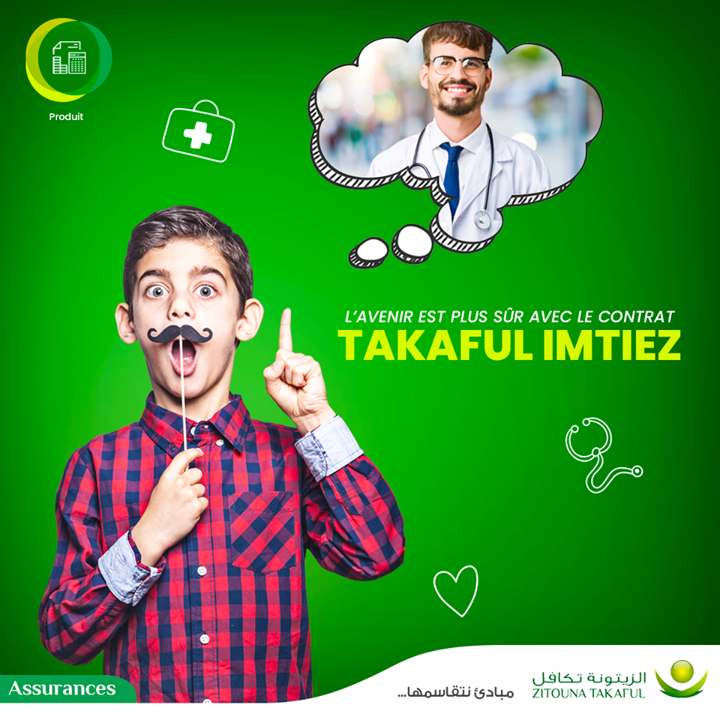 Produit
L'AVENIR EST PLUS SÛR AVEC LE CONTRAT
TAKAFUL IMTIEZ
Assurances
مبادئ نتقاسمها...
الزيتونة تكافل
ZITOUNA TAKAFUL